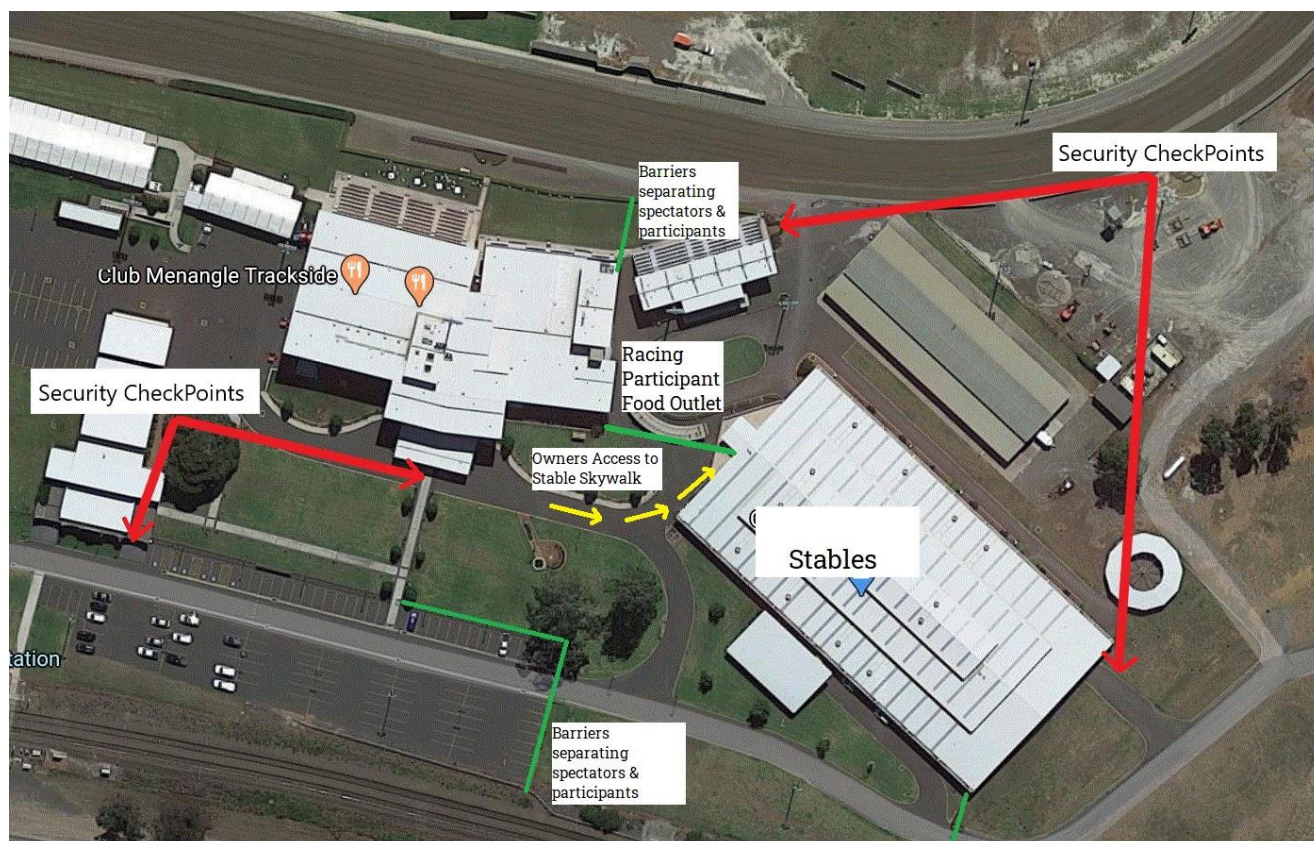 Security CheckPoints
Barriers
separating
spectators &
participants
Club Menangle Trackside
Racing
Participant
Food Outlet
Security CheckPoints
Owners Access to
Stable Skywalk
Stables
tation
Barriers
separating
spectators &
participants